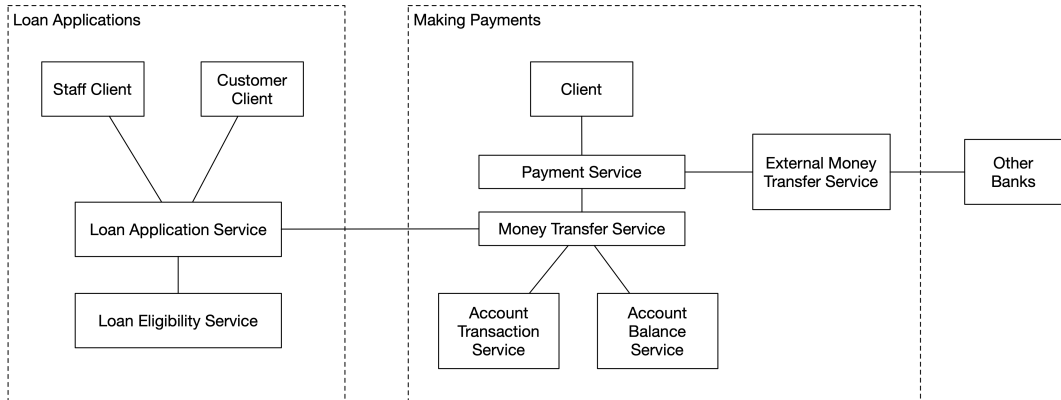 Loan Applications
Staff Client
Customer
Client
Loan Application Service
Loan Eligibility Service
Making Payments
Client
Payment Service
External Money
Transfer Service
Other
Banks
Money Transfer Service
Account
Transaction
Service
Account
Balance
Service